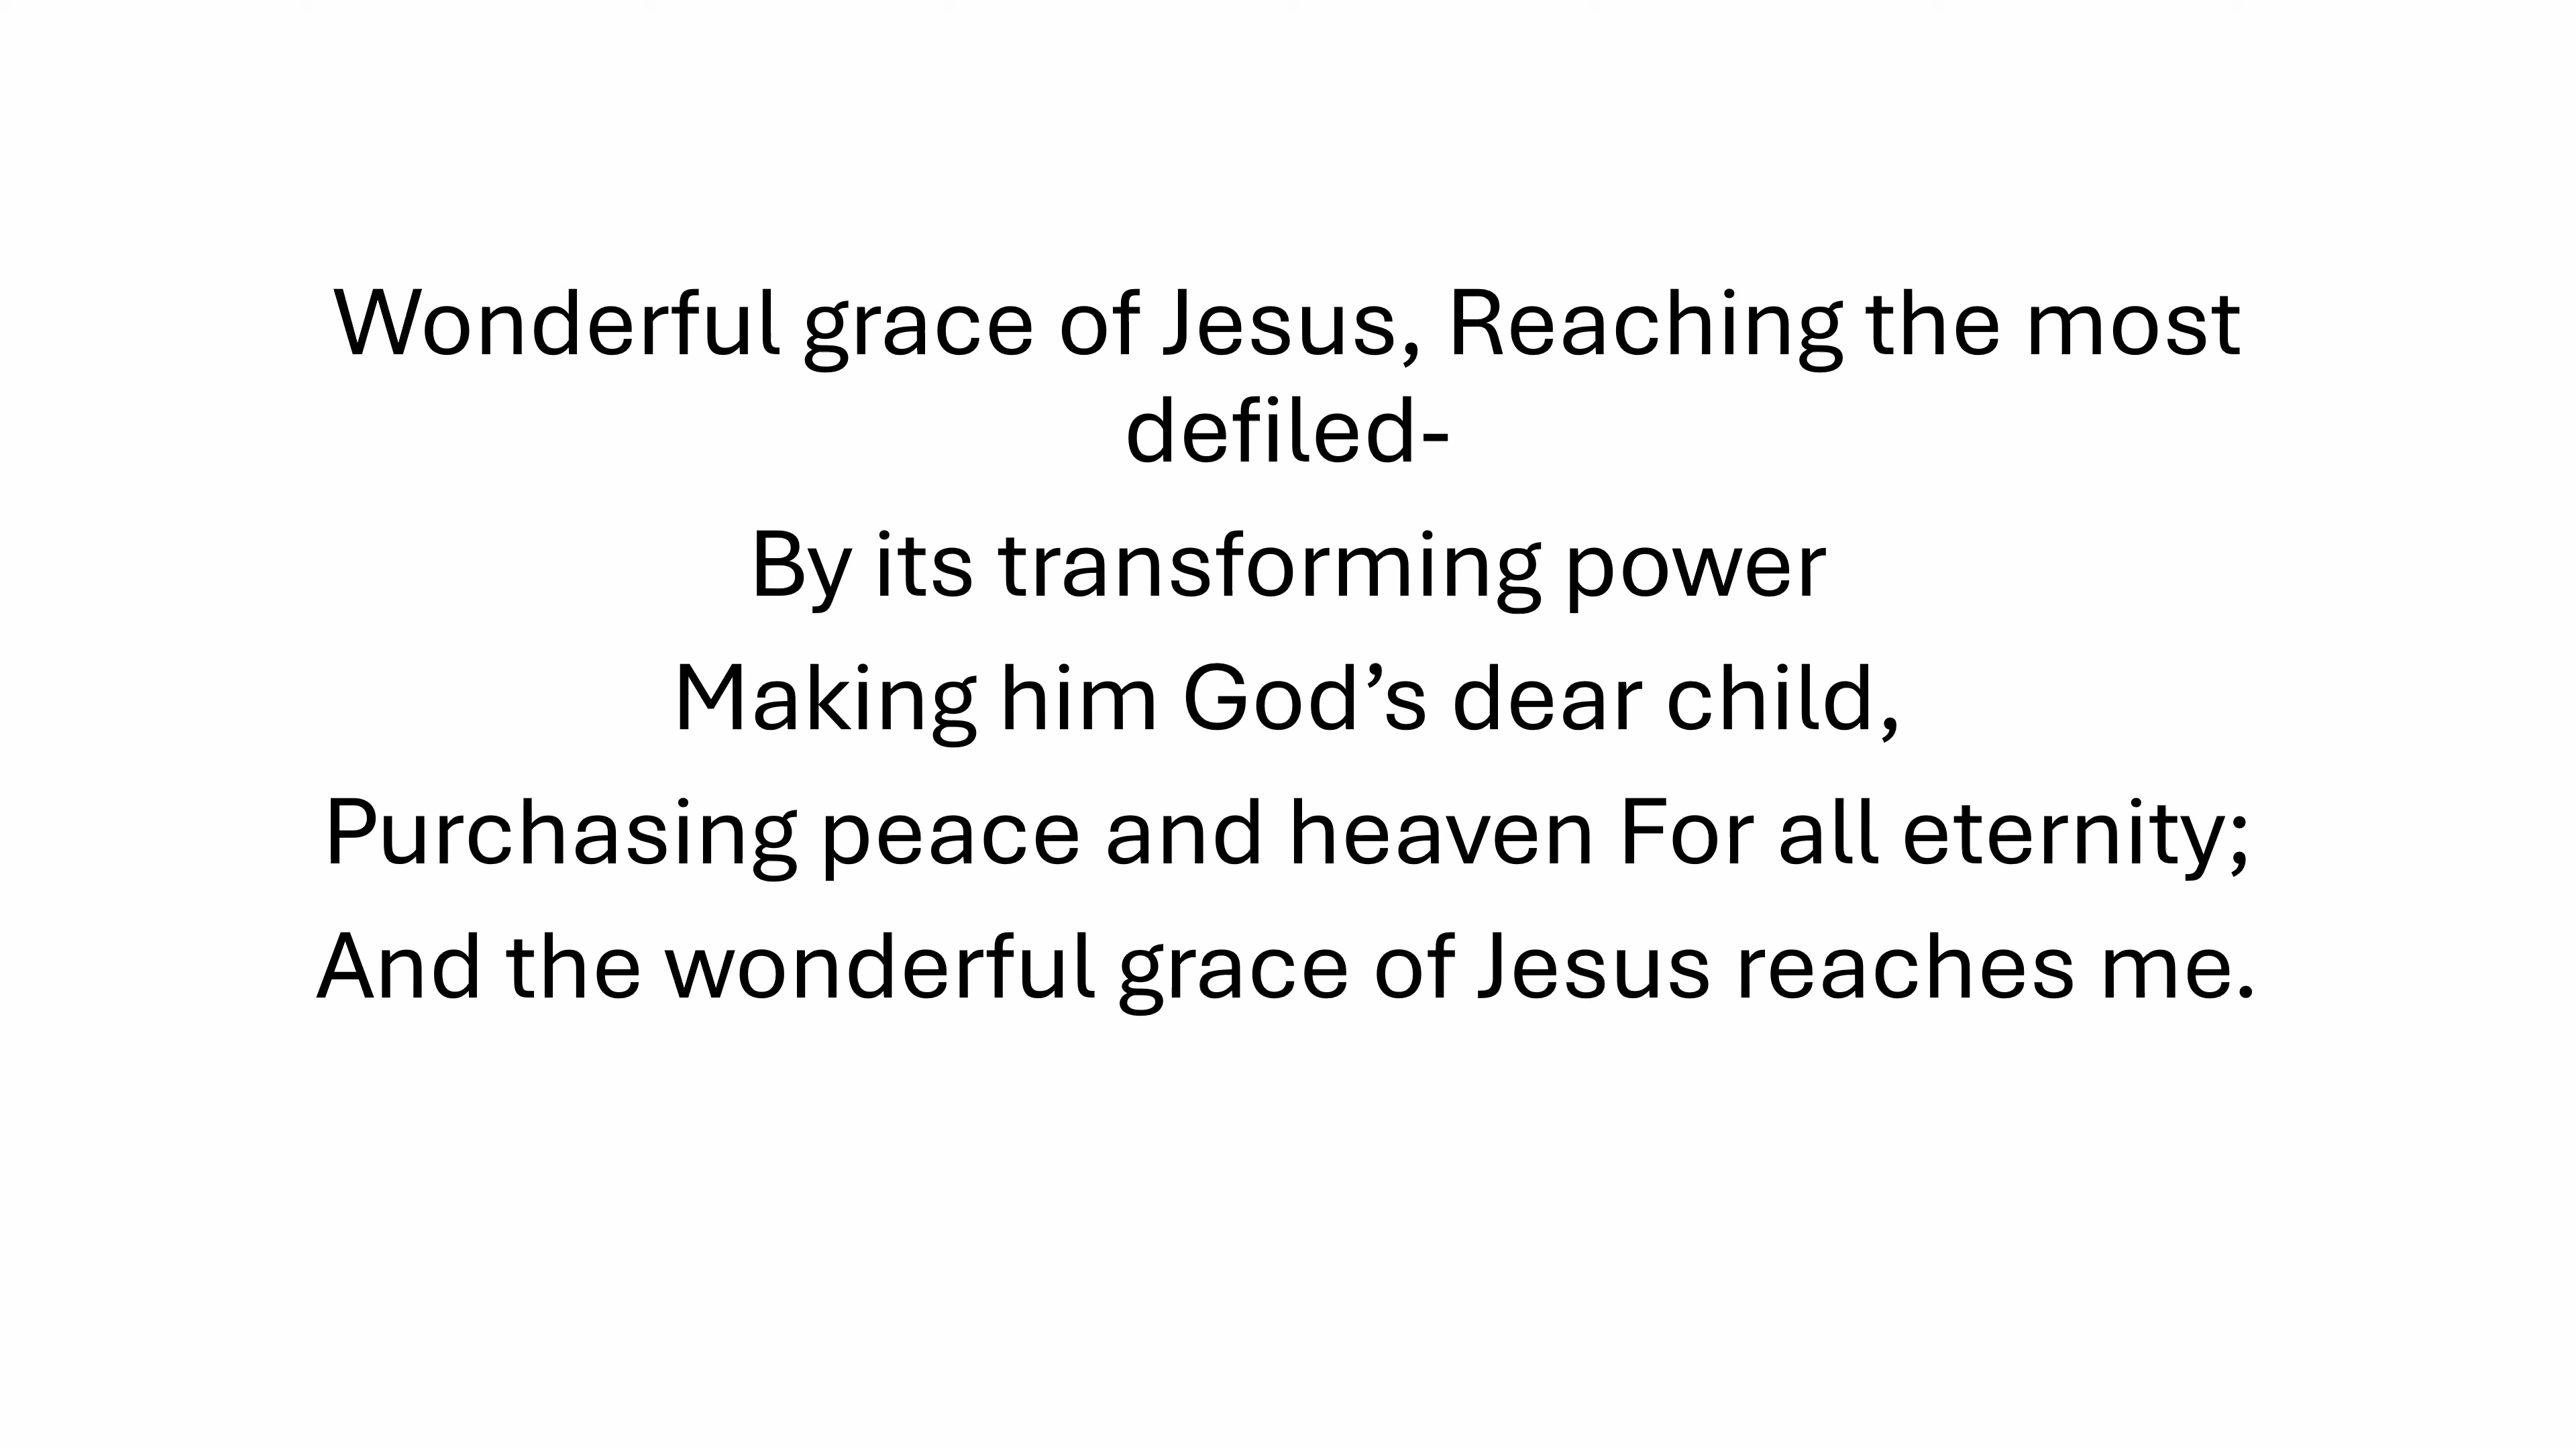 Wonderful grace of Jesus, Reaching the most
defiled-
By its transforming power
Making him God’s dear child,
Purchasing peace and heaven For all eternity;
And the wonderful grace of Jesus reaches me.